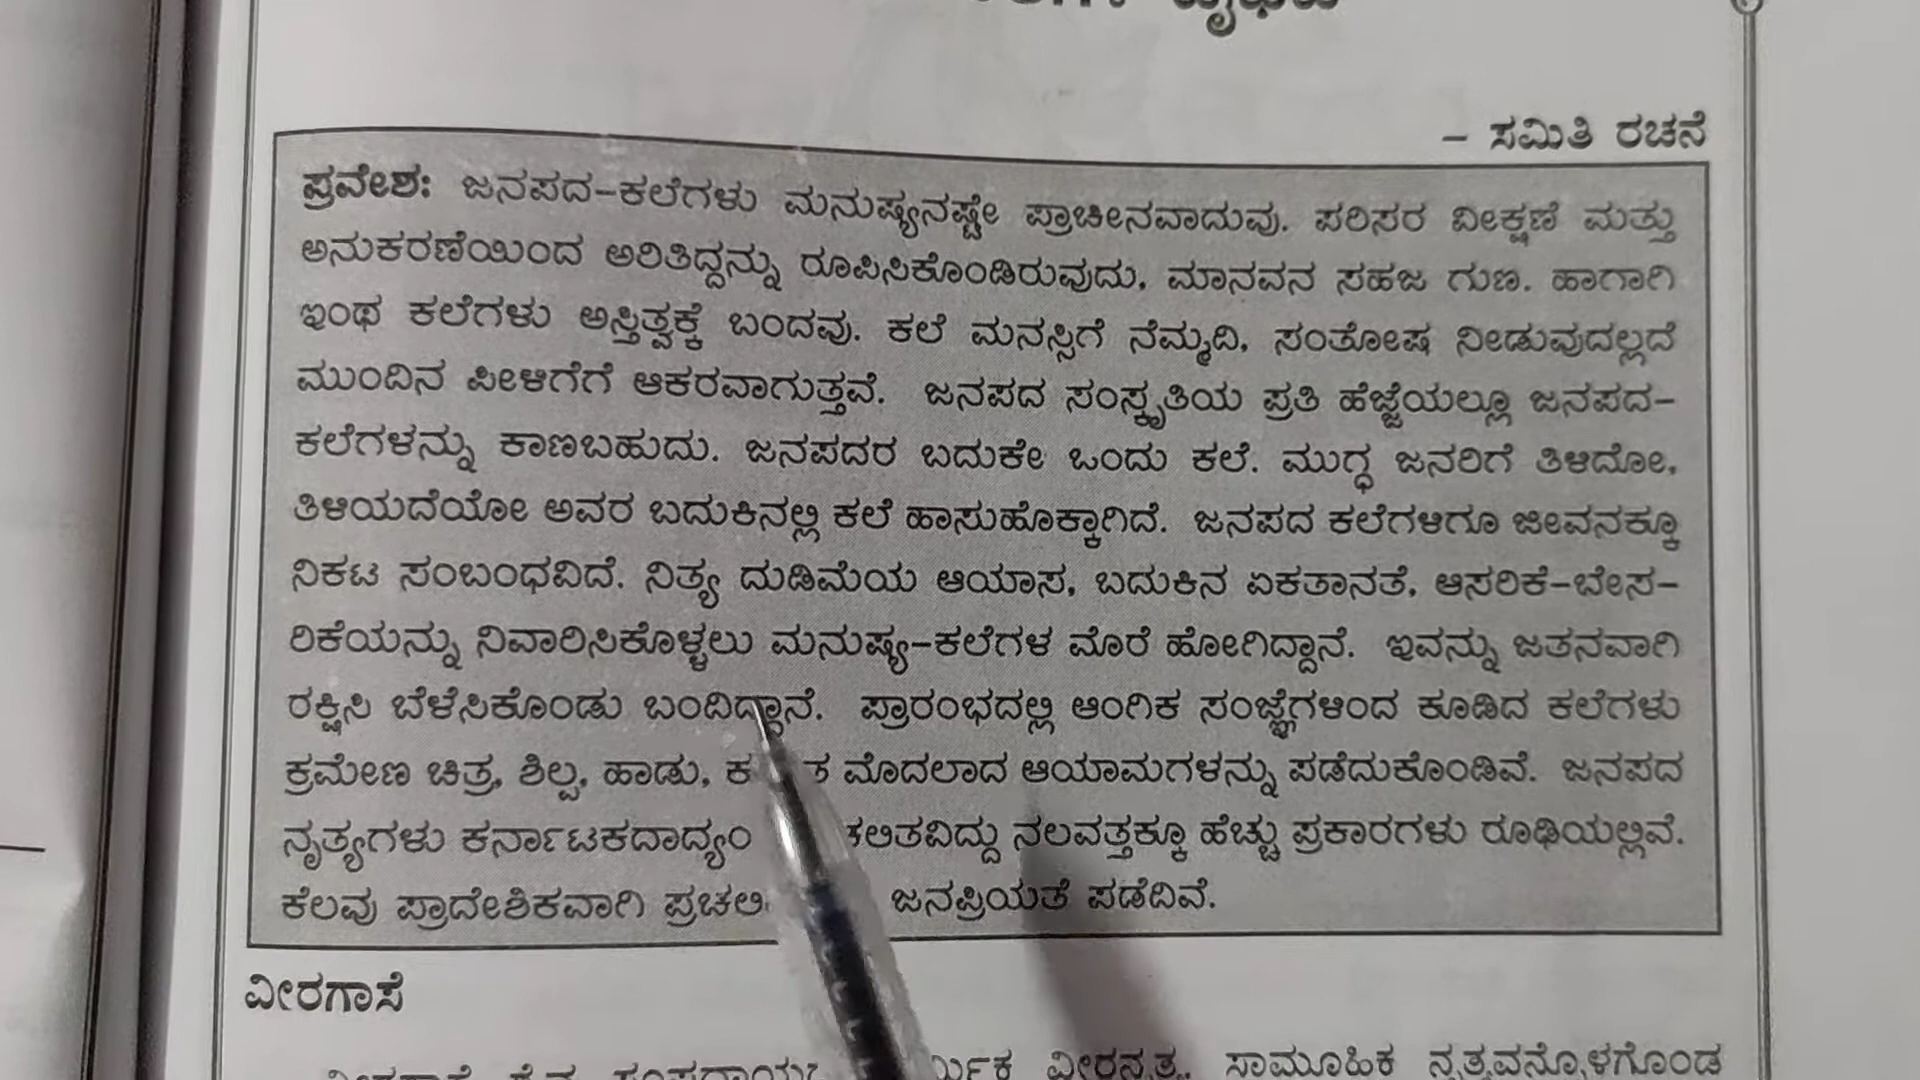 – ಸಮಿತಿ ರಚನೆ
ಪ್ರವೇಶ: ಜನಪದ-ಕಲೆಗಳು ಮನುಷ್ಯನಷ್ಟೇ ಪ್ರಾಚೀನವಾದುವು. ಪರಿಸರ ವೀಕ್ಷಣೆ ಮತ್ತು
ಅನುಕರಣೆಯಿಂದ ಅರಿತಿದ್ದನ್ನು ರೂಪಿಸಿಕೊಂಡಿರುವುದು, ಮಾನವನ ಸಹಜ ಗುಣ. ಹಾಗಾಗಿ
ಇಂಥ ಕಲೆಗಳು ಅಸ್ತಿತ್ವಕ್ಕೆ ಬಂದವು. ಕಲೆ ಮನಸ್ಸಿಗೆ ನೆಮ್ಮದಿ, ಸಂತೋಷ ನೀಡುವುದಲ್ಲದೆ
ಮುಂದಿನ ಪೀಳಿಗೆಗೆ ಆಕರವಾಗುತ್ತವೆ. ಜನಪದ ಸಂಸ್ಕೃತಿಯ ಪ್ರತಿ ಹೆಜ್ಜೆಯಲ್ಲೂ ಜನಪದ-
ಕಲೆಗಳನ್ನು ಕಾಣಬಹುದು. ಜನಪದರ ಬದುಕೇ ಒಂದು ಕಲೆ. ಮುಗ್ಧ ಜನರಿಗೆ ತಿಳಿದೋ,
ತಿಳಿಯದೆಯೋ ಅವರ ಬದುಕಿನಲ್ಲಿ ಕಲೆ ಹಾಸುಹೊಕ್ಕಾಗಿದೆ. ಜನಪದ ಕಲೆಗಳಿಗೂ ಜೀವನಕ್ಕೂ
ನಿಕಟ ಸಂಬಂಧವಿದೆ. ನಿತ್ಯ ದುಡಿಮೆಯ ಆಯಾಸ, ಬದುಕಿನ ಏಕತಾನತೆ, ಆಸರಿಕೆ-ಬೇಸ-
ರಿಕೆಯನ್ನು ನಿವಾರಿಸಿಕೊಳ್ಳಲು ಮನುಷ್ಯ-ಕಲೆಗಳ ಮೊರೆ ಹೋಗಿದ್ದಾನೆ. ಇವನ್ನು ಜತನವಾಗಿ
ರಕ್ಷಿಸಿ ಬೆಳೆಸಿಕೊಂಡು ಬಂದಿದ್ದಾನೆ. ಪ್ರಾರಂಭದಲ್ಲಿ ಆಂಗಿಕ ಸಂಜ್ಞೆಗಳಿಂದ ಕೂಡಿದ ಕಲೆಗಳು
ಕ್ರಮೇಣ ಚಿತ್ರ, ಶಿಲ್ಪ, ಹಾಡು, ಮೊದಲಾದ ಆಯಾಮಗಳನ್ನು ಪಡೆದುಕೊಂಡಿವೆ. ಜನಪದ
ನೃತ್ಯಗಳು ನಲವತ್ತಕ್ಕೂ ಹೆಚ್ಚು ಪ್ರಕಾರಗಳು ರೂಢಿಯಲ್ಲಿವೆ.
ಕೆಲವು ಪ್ರಾದೇಶಿಕವಾಗಿ ಜನಪ್ರಿಯತೆ ಪಡೆದಿವೆ.
ವೀರಗಾಸೆ
ವೀರನೃತ್ಯ. ಸಾಮೂಹಿಕ ನೃತ್ಯವನ್ನೊಳಗೊಂಡ